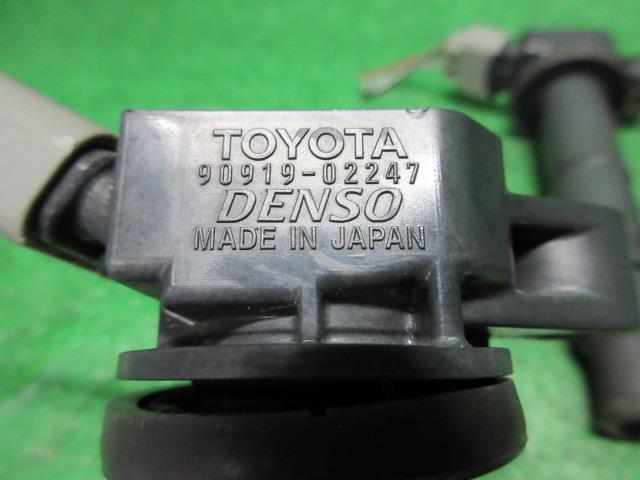 TOYOTA
90919-02247
DENSO
MADE IN JAPAN